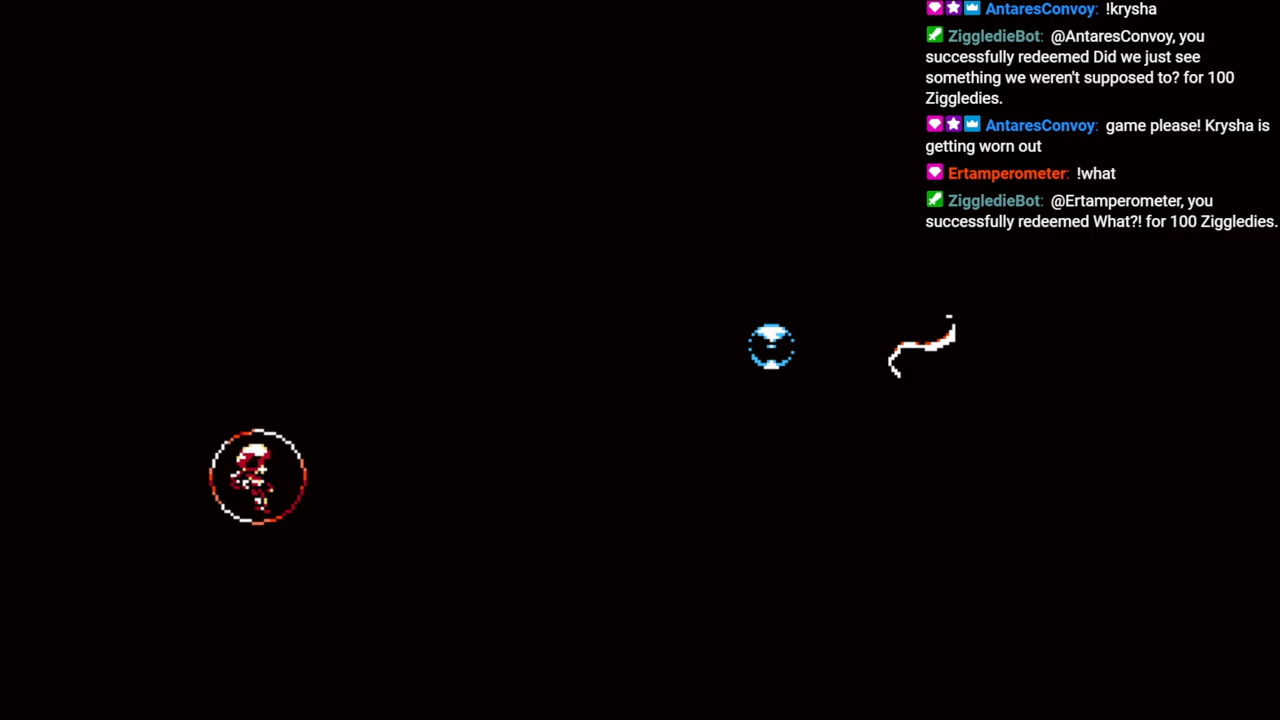 AntaresConvoy: !krysha
ZiggledieBot: @AntaresConvoy, you
successfully redeemed Did we just see
something we weren't supposed to? for 100
Ziggledies.
AntaresConvoy: game please! Krysha is
getting worn out
Ertamperometer: !what
ZiggledieBot: @Ertamperometer, you
successfully redeemed What?! for 100 Ziggledies.